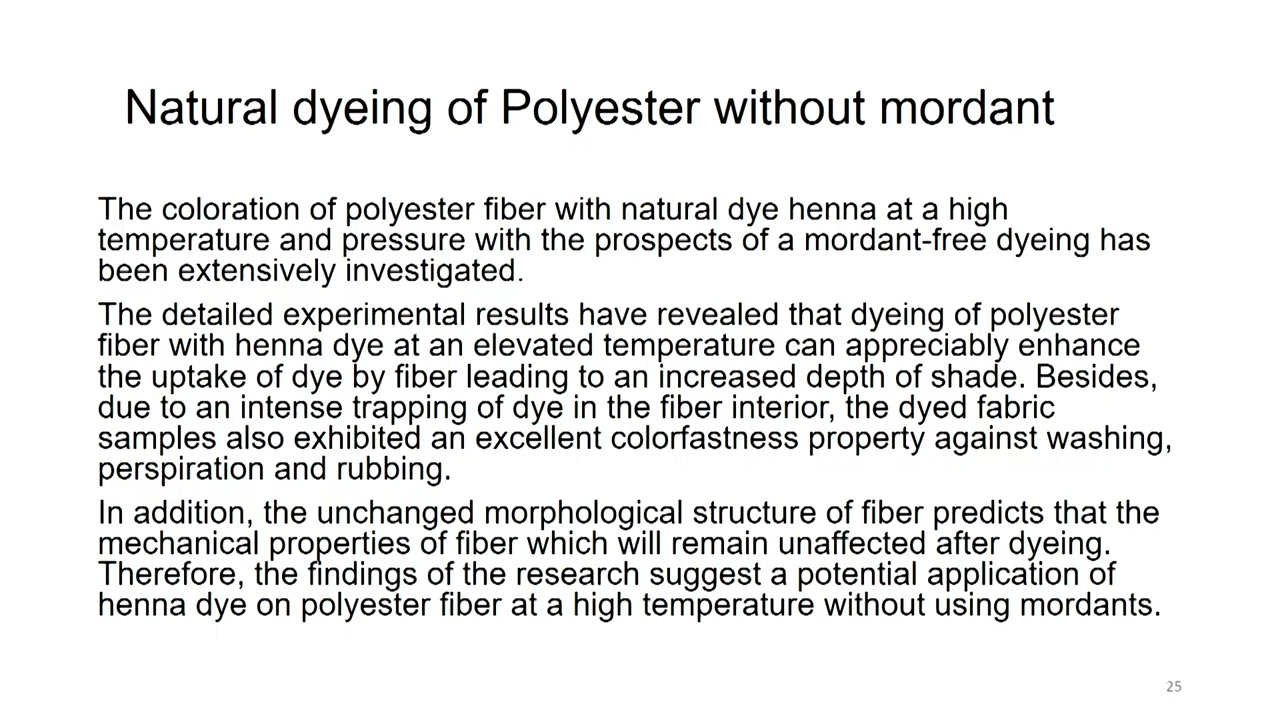 Natural dyeing of Polyester without mordant
The coloration of polyester fiber with natural dye henna at a high
temperature and pressure with the prospects of a mordant-free dyeing has
been extensively investigated.
The detailed experimental results have revealed that dyeing of polyester
fiber with henna dye at an elevated temperature can appreciably enhance
the uptake of dye by fiber leading to an increased depth of shade. Besides,
due to an intense trapping of dye in the fiber interior, the dyed fabric
samples also exhibited an excellent colorfastness property against washing,
perspiration and rubbing.
In addition, the unchanged morphological structure of fiber predicts that the
mechanical properties of fiber which will remain unaffected after dyeing.
Therefore, the findings of the research suggest a potential application of
henna dye on polyester fiber at a high temperature without using mordants.
25